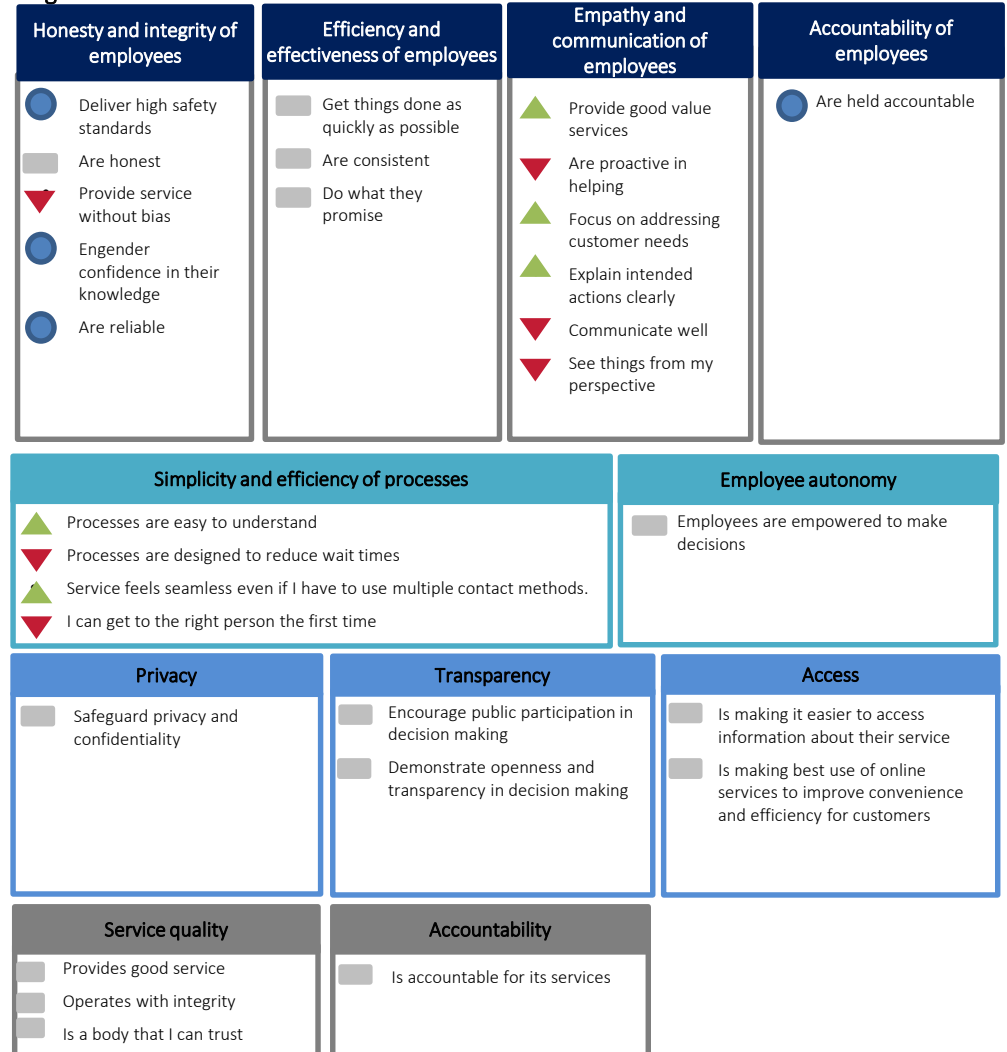 Honesty and integrity of
employees
Deliver high safety
standards
Are honest
Provide service
without bias
Engender
confidence in their
knowledge
Are reliable
Efficiency and
effectiveness of employees
Get things done as
quickly as possible
Are consistent
Do what they
promise
Empathy and
communication of
employees
Provide good value
services
Are proactive in
helping
Focus on addressing
customer needs
Explain intended
actions clearly
Communicate well
See things from my
perspective
Accountability of
employees
Are held accountable
Simplicity and efficiency of processes
Processes are easy to understand
Processes are designed to reduce wait times
Service feels seamless even if I have to use multiple contact methods.
I can get to the right person the first time
Employee autonomy
Employees are empowered to make
decisions
Privacy
Safeguard privacy and
confidentiality
Transparency
Encourage public participation in
decision making
Demonstrate openness and
transparency in decision making
Access
Is making it easier to access
information about their service
Is making best use of online
services to improve convenience
and efficiency for customers
Service quality
Provides good service
Operates with integrity
Is a body that I can trust
Accountability
Is accountable for its services